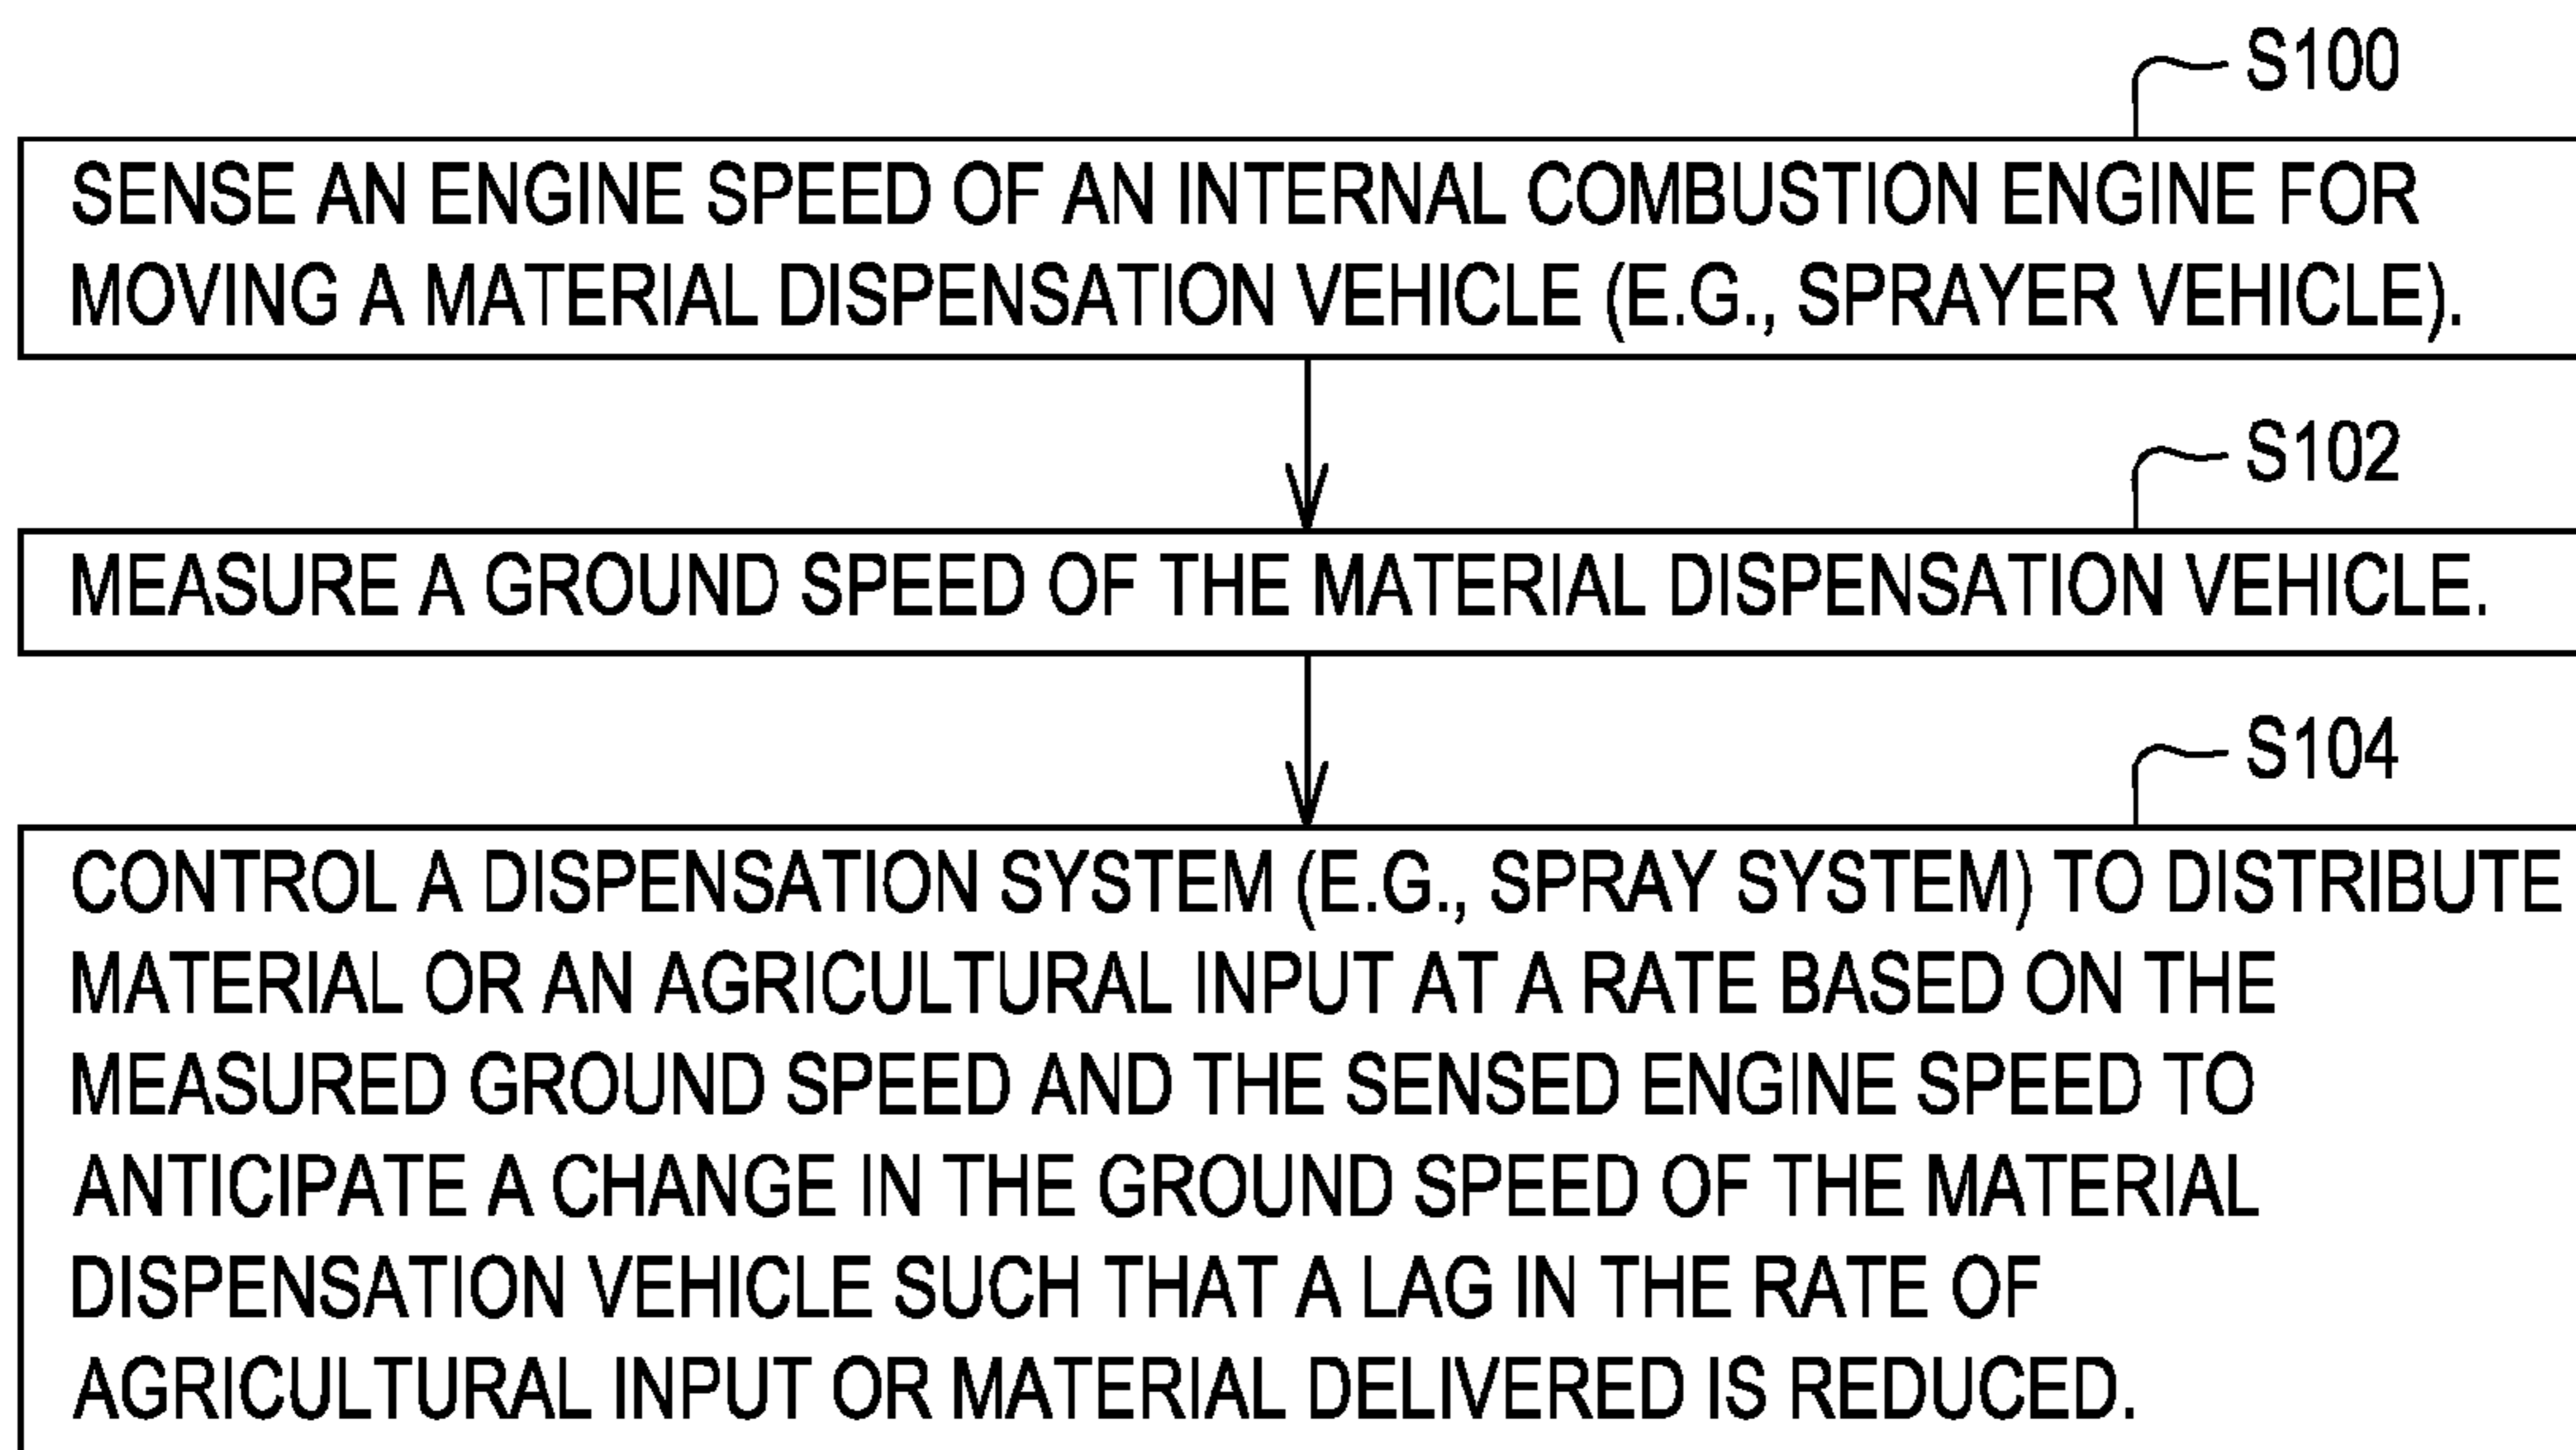 S100
SENSE AN ENGINE SPEED OF AN INTERNAL COMBUSTION ENGINE FOR
MOVING A MATERIAL DISPENSATION VEHICLE (E.G., SPRAYER VEHICLE).
S102
MEASURE A GROUND SPEED OF THE MATERIAL DISPENSATION VEHICLE.
S104
CONTROL A DISPENSATION SYSTEM (E.G., SPRAY SYSTEM) TO DISTRIBUTE
MATERIAL OR AN AGRICULTURAL INPUT AT A RATE BASED ON THE
MEASURED GROUND SPEED AND THE SENSED ENGINE SPEED TO
ANTICIPATE A CHANGE IN THE GROUND SPEED OF THE MATERIAL
DISPENSATION VEHICLE SUCH THAT A LAG IN THE RATE OF
AGRICULTURAL INPUT OR MATERIAL DELIVERED IS REDUCED.